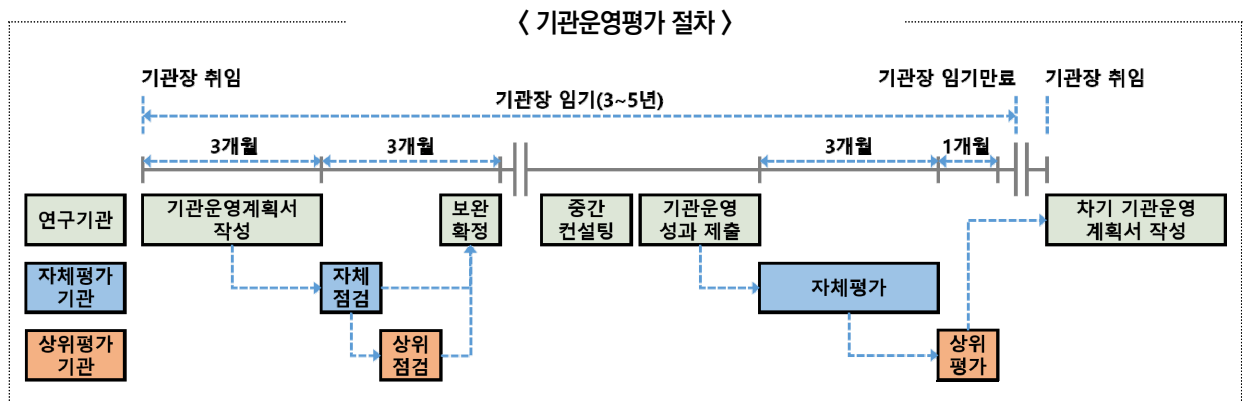 < 기관운영평가 절차 >
기관장 취임
기관장 임기만료
기관장 취임
기관장 임기(3~5년)
3개월
3개월
3개월
1개월
연구기관
기관운영계획서
작성
보완
확정
중간
컨설팅
기관운영
성과 제출
차기 기관운영
계획서 작성
자체평가
기관
자체
점검
자체평가
상위평가
기관
상위
점검
상위
평가